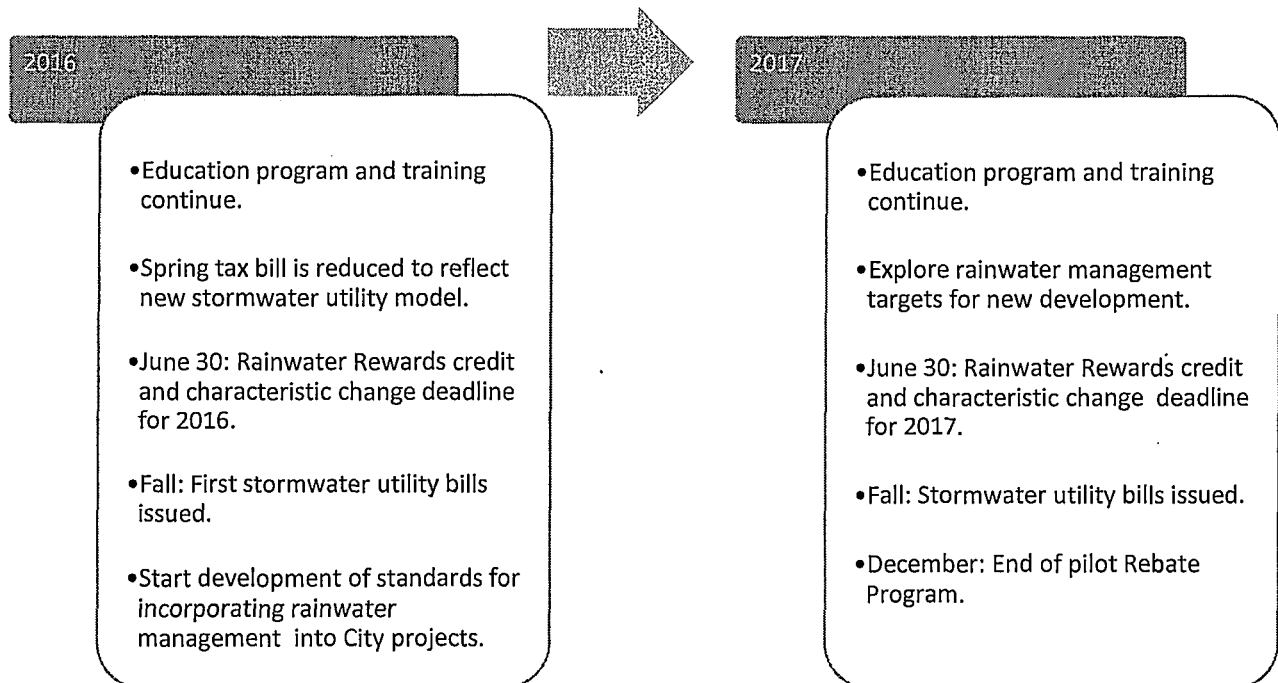 2016
•Education program and training
continue.
•Spring tax bill is reduced to reflect
new stormwater utility model.
•June 30: Rainwater Rewards credit
and characteristic change deadline
for 2016.
•Fall: First stormwater utility bills
issued.
•Start development of standards for
incorporating rainwater
management into City projects.
2017
•Education program and training
continue.
•Explore rainwater management
targets for new development.
•June 30: Rainwater Rewards credit
and characteristic change deadline
for 2017.
•Fall: Stormwater utility bills issued.
•December: End of pilot Rebate
Program.